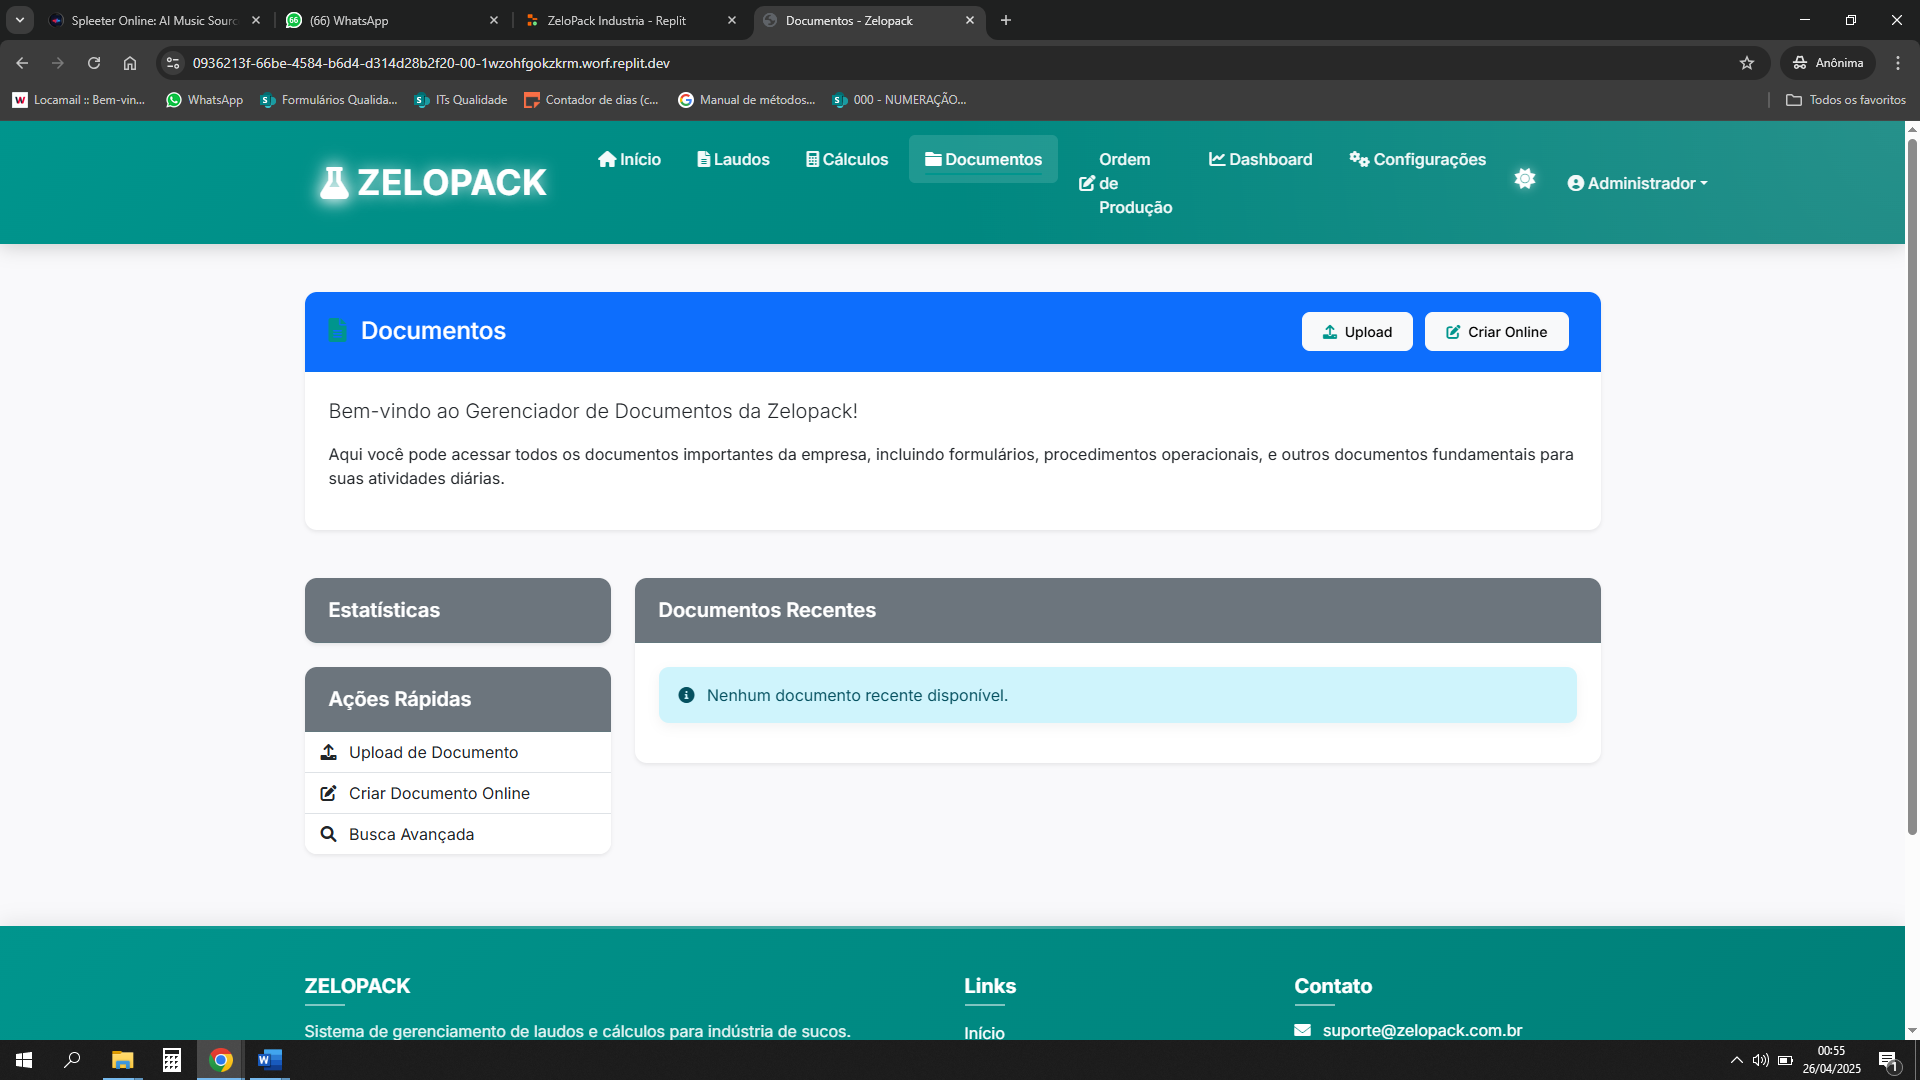 Spleeter Online: AI Music Sourc
(66) WhatsApp
ZeloPack Industria - Replit
Documentos - Zelopack
0936213f-66be-4584-b6d4-d314d28b2f20-00-1wzohfgokzkrm.worf.replit.dev
Anônima
Locamail :: Bem-vin...
WhatsApp
Formulários Qualida...
ITs Qualidade
Contador de dias (c...
Manual de métodos...
000 - NUMERAÇÃO...
Todos os favoritos
ZELOPACK
Início
Laudos
Cálculos
Documentos
Ordem
de
Produção
Dashboard
Configurações
Administrador
Documentos
Upload
Criar Online
Bem-vindo ao Gerenciador de Documentos da Zelopack!
Aqui você pode acessar todos os documentos importantes da empresa, incluindo formulários, procedimentos operacionais, e outros documentos fundamentais para
suas atividades diárias.
Estatísticas
Ações Rápidas
Upload de Documento
Criar Documento Online
Busca Avançada
Documentos Recentes
Nenhum documento recente disponível.
ZELOPACK
Sistema de gerenciamento de laudos e cálculos para indústria de sucos.
Links
Início
Contato
suporte@zelopack.com.br
00:55
26/04/2025
1